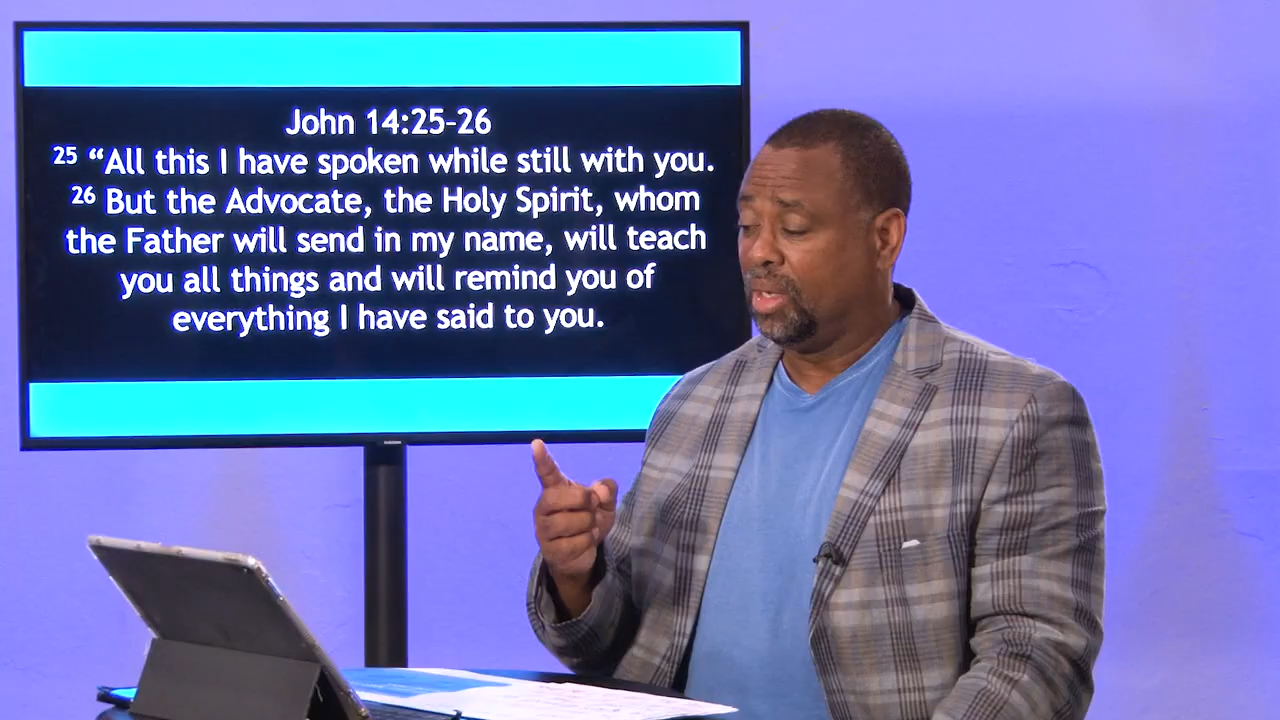 John 14:25-26
25 “All this I have spoken while still with you.
26 But the Advocate, the Holy Spirit, whom
the Father will send in my name, will teach
you all things and will remind you of
everything I have said to you.